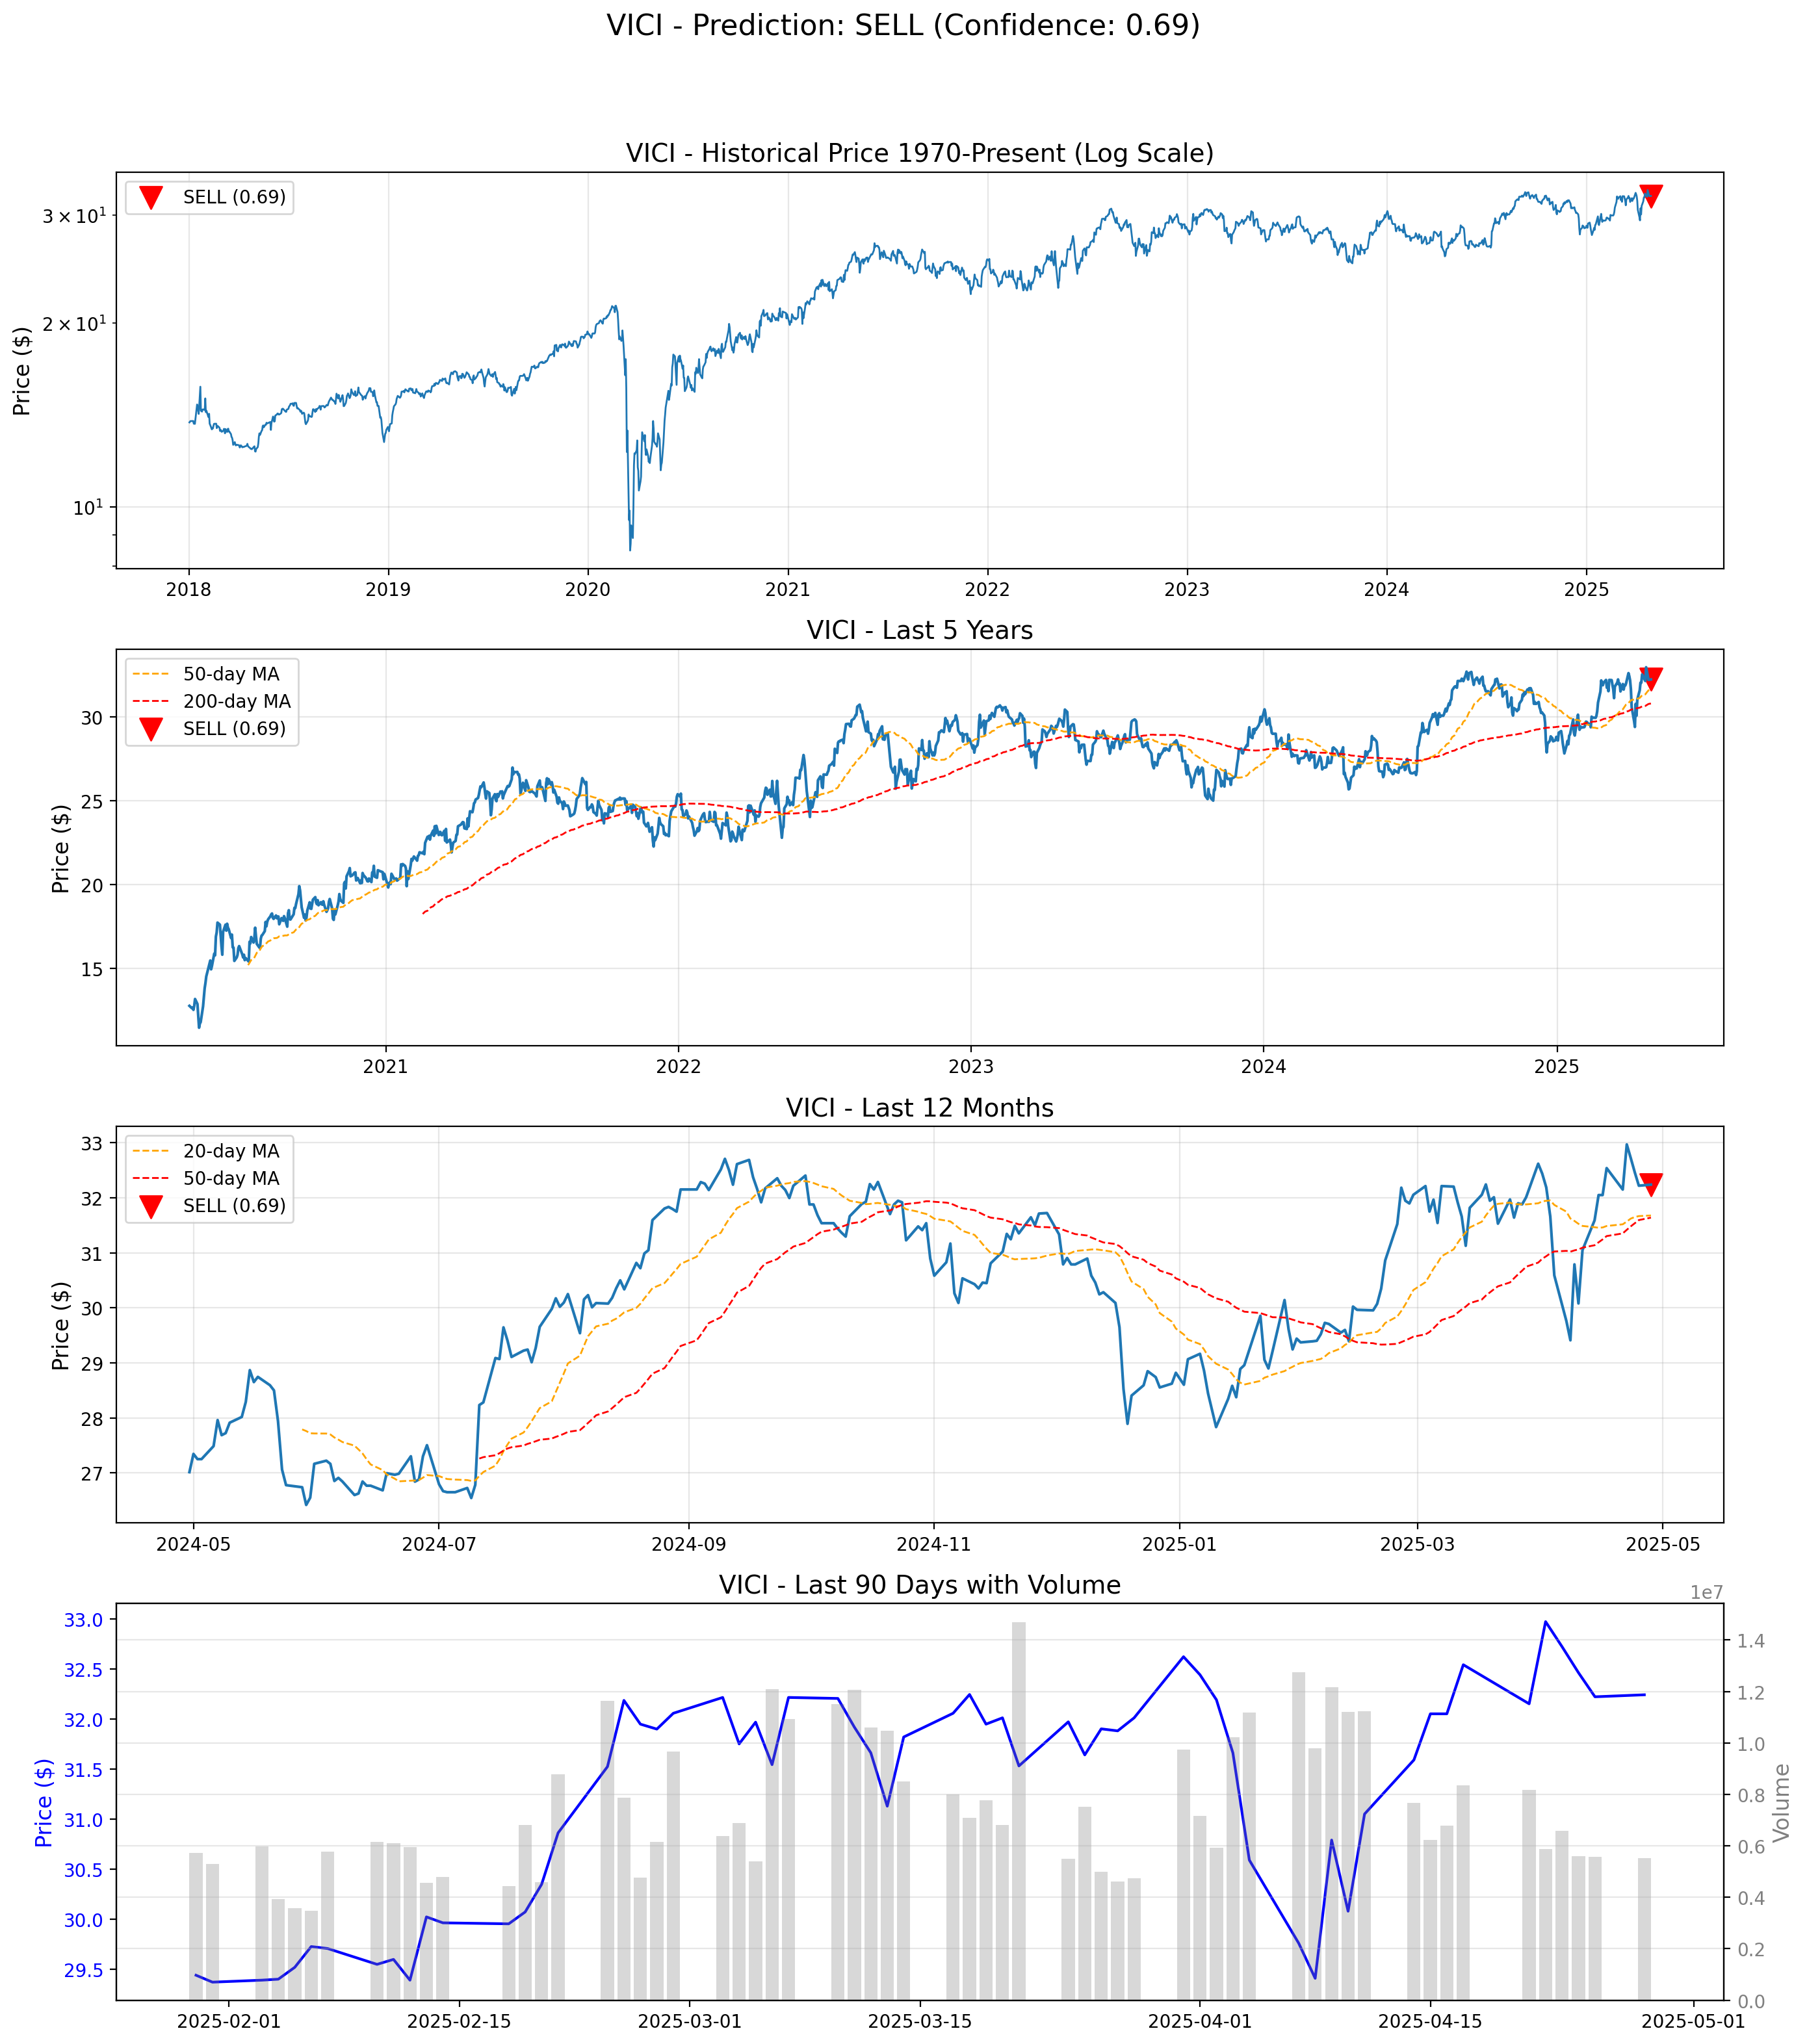 VICI - Prediction: SELL (Confidence: 0.69)
VICI - Historical Price 1970-Present (Log Scale)
SELL (0.69)
Price ($)
3 × 10¹
2 × 10¹
10¹
2018 2019 2020 2021 2022 2023 2024 2025
VICI - Last 5 Years
50-day MA
200-day MA
SELL (0.69)
Price ($)
30
25
20
15
2021 2022 2023 2024 2025
VICI - Last 12 Months
20-day MA
50-day MA
SELL (0.69)
Price ($)
33
32
31
30
29
28
27
2024-05 2024-07 2024-09 2024-11 2025-01 2025-03 2025-05
VICI - Last 90 Days with Volume
1e7
Price ($)
33.0
32.5
32.0
31.5
31.0
30.5
30.0
29.5
1.4
1.2
1.0
0.8
0.6
0.4
0.2
0.0
Volume
2025-02-01 2025-02-15 2025-03-01 2025-03-15 2025-04-01 2025-04-15 2025-05-01